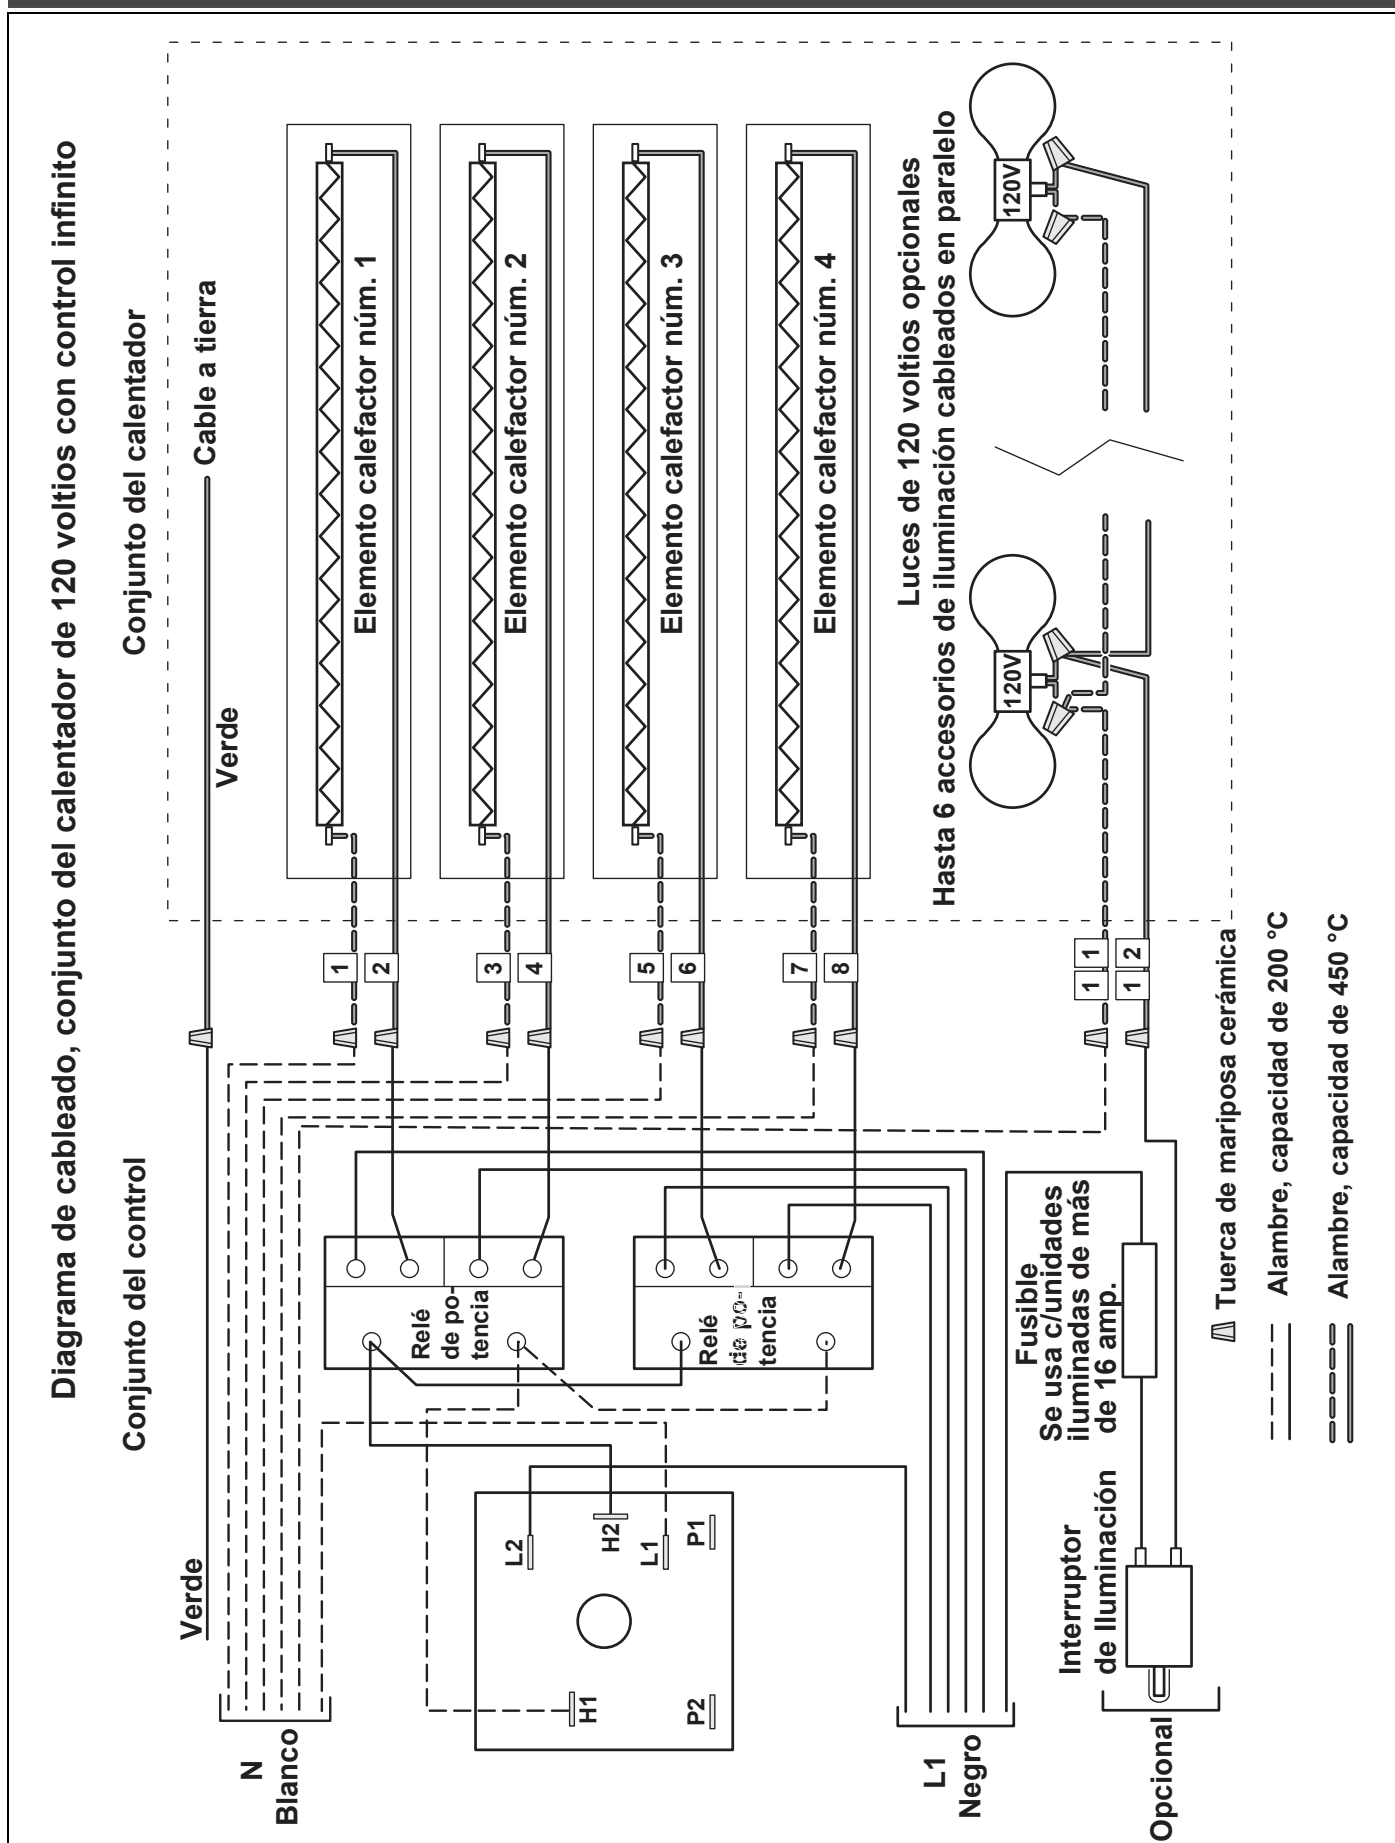 Diagrama de cableado, conjunto del calentador de 120 voltios con control infinito
Conjunto del control
Conjunto del calentador
Verde
Verde
Cable a tierra
N
Blanco
1
2
Elemento calefactor núm. 1
3
4
Elemento calefactor núm. 2
5
6
Elemento calefactor núm. 3
7
8
Elemento calefactor núm. 4
Relé
de po-
tencia
Relé
de po-
tencia
L2
H2
L1
P1
H1
P2
L1
Negro
Luces de 120 voltios opcionales
Hasta 6 accesorios de iluminación cableados en paralelo
120V
120V
1 1
1 2
Fusible
Se usa c/unidades
iluminadas de más
de 16 amp.
Interruptor
de Iluminación
Opcional
Tuerca de mariposa cerámica
Alambre, capacidad de 200 °C
Alambre, capacidad de 450 °C